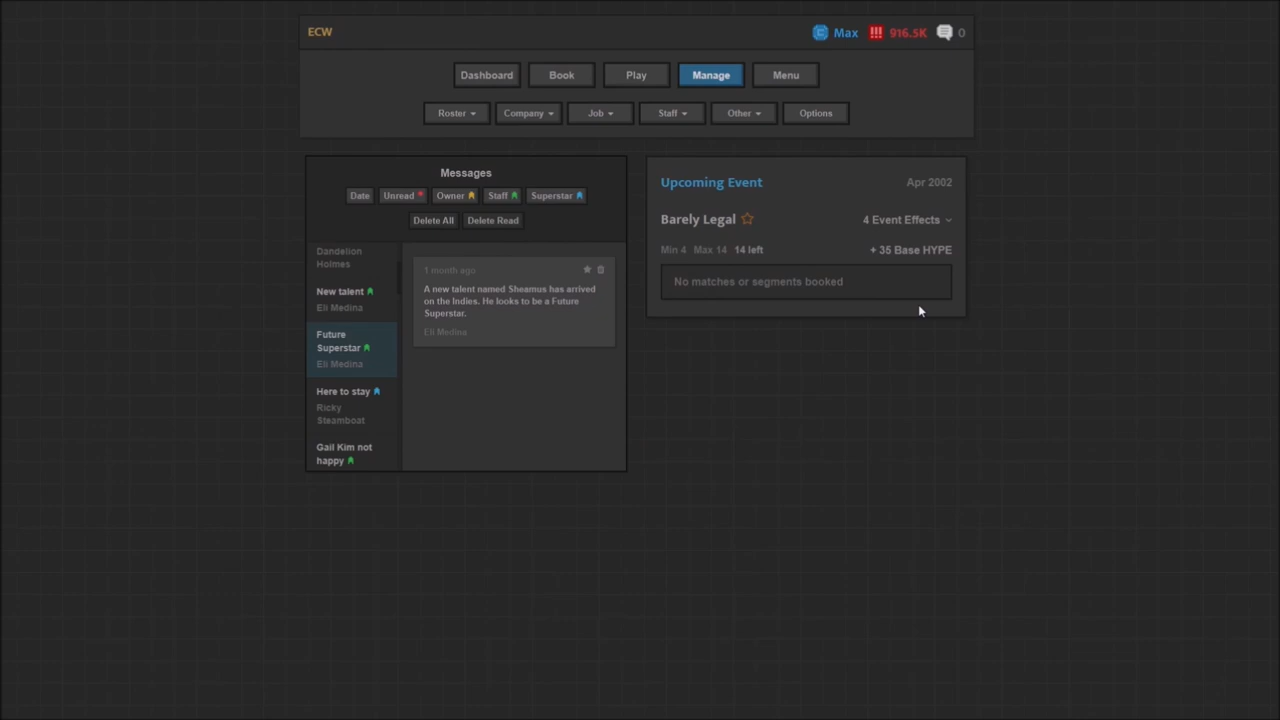 ECW
Max 916.5K 0
Dashboard Book Play Manage Menu
Roster Company Job Staff Other Options
Messages
Date Unread Owner Staff Superstar
Delete All Delete Read
Dandelion
Holmes
New talent
Eli Medina
Future
Superstar
Eli Medina
Here to stay
Ricky
Steamboat
Gail Kim not
happy
1 month ago
A new talent named Sheamus has arrived
on the Indies. He looks to be a Future
Superstar.
Eli Medina
Upcoming Event Apr 2002
Barely Legal 4 Event Effects
Min 4 Max 14 14 left + 35 Base HYPE
No matches or segments booked